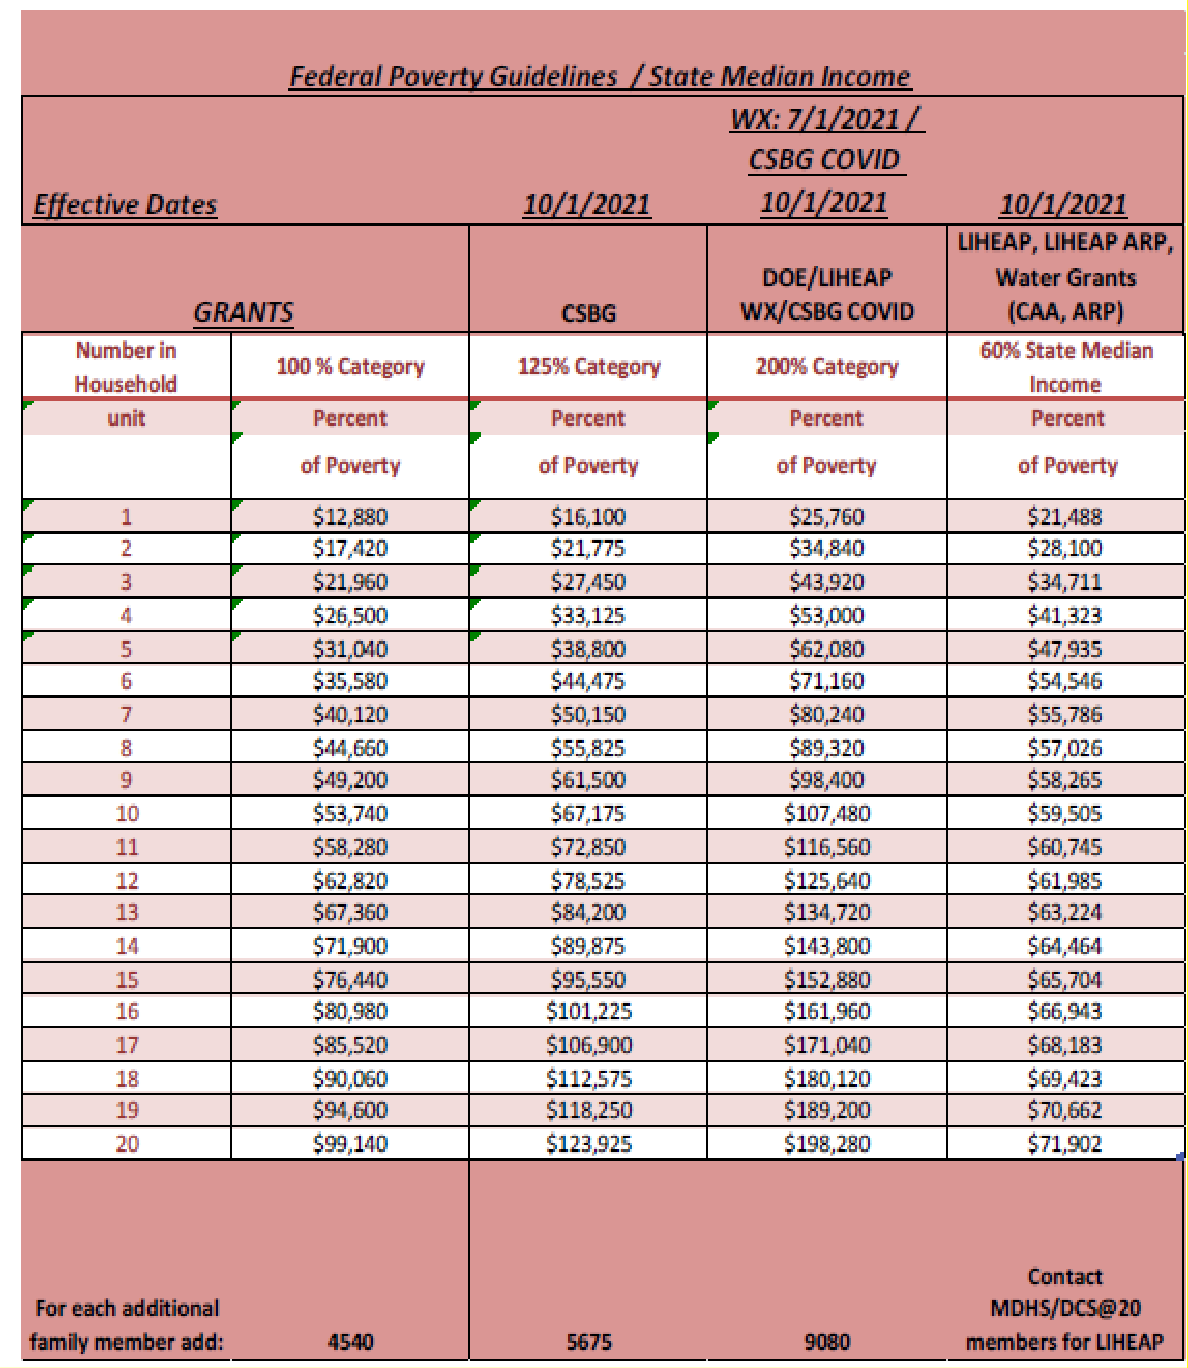 Federal Poverty Guidelines / State Median Income
WX: 7/1/2021 /
CSBG COVID
Effective Dates 10/1/2021 10/1/2021 10/1/2021
LIHEAP, LIHEAP ARP,
DOE/LIHEAP Water Grants
GRANTS CSBG WX/CSBG COVID (CAA, ARP)
Number in 60% State Median
100 % Category 125% Category 200% Category
Household Income
unit Percent Percent Percent Percent
of Poverty of Poverty of Poverty of Poverty
1 $12,880 $16,100 $25,760 $21,488
2 $17,420 $21,775 $34,840 $28,100
3 $21,960 $27,450 $43,920 $34,711
4 $26,500 $33,125 $53,000 $41,323
5 $31,040 $38,800 $62,080 $47,935
6 $35,580 $44,475 $71,160 $54,546
7 $40,120 $50,150 $80,240 $55,786
8 $44,660 $55,825 $89,320 $57,026
9 $49,200 $61,500 $98,400 $58,265
10 $53,740 $67,175 $107,480 $59,505
11 $58,280 $72,850 $116,560 $60,745
12 $62,820 $78,525 $125,640 $61,985
13 $67,360 $84,200 $134,720 $63,224
14 $71,900 $89,875 $143,800 $64,464
15 $76,440 $95,550 $152,880 $65,704
16 $80,980 $101,225 $161,960 $66,943
17 $85,520 $106,900 $171,040 $68,183
18 $90,060 $112,575 $180,120 $69,423
19 $94,600 $118,250 $189,200 $70,662
20 $99,140 $123,925 $198,280 $71,902
Contact
For each additional MDHS/DCS@20
family member add: 4540 5675 9080 members for LIHEAP